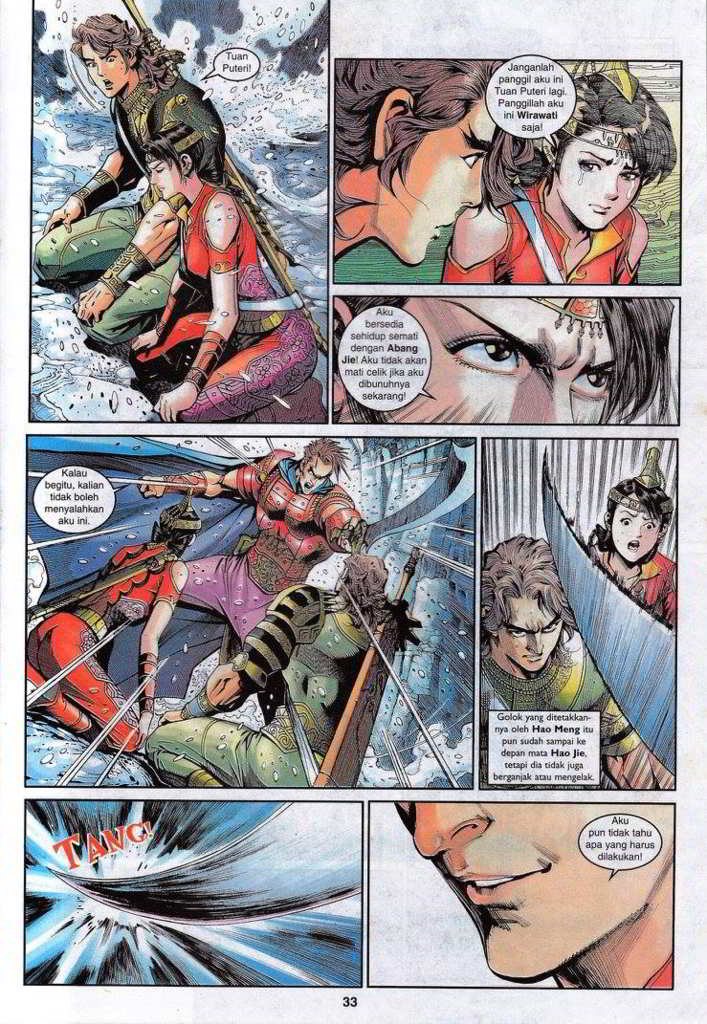 Tuan
Puteri!
Janganlah
panggil aku ini
Tuan Puteri lagi.
Panggillah aku
ini Wirawati
saja!
Aku
bersedia
sehidup semati
dengan Abang
Jie! Aku tidak akan
mati celik jika aku
dibunuhnya
sekarang!
Kalau
begitu, kalian
tidak boleh
menyalahkan
aku ini.
Golok yang ditetakkan-
nya oleh Hao Meng itu
pun sudah sampai ke
depan mata Hao Jie,
tetapi dia tidak juga
berganjak atau mengelak.
TANG!
Aku
pun tidak tahu
apa yang harus
dilakukan!
33